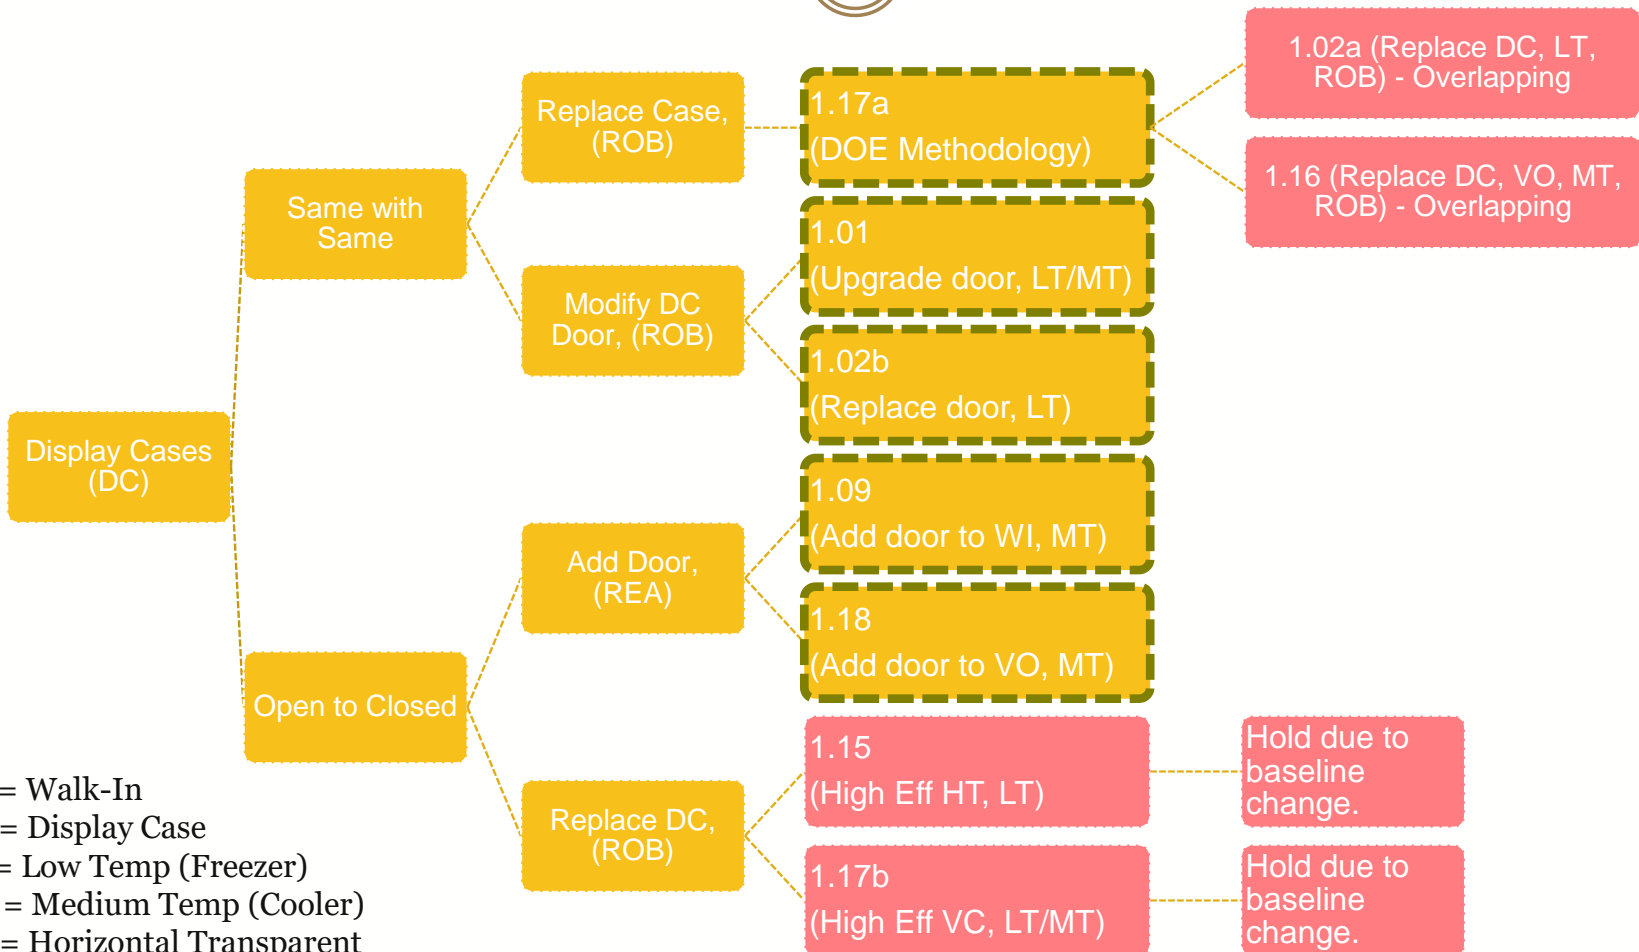 Display Cases
(DC)
Same with
Same
Open to Closed
Replace Case,
(ROB)
Modify DC
Door, (ROB)
Add Door,
(REA)
Replace DC,
(ROB)
1.17a
(DOE Methodology)
1.01
(Upgrade door, LT/MT)
1.02b
(Replace door, LT)
1.09
(Add door to WI, MT)
1.18
(Add door to VO, MT)
1.15
(High Eff HT, LT)
1.17b
(High Eff VC, LT/MT)
1.02a (Replace DC, LT,
ROB) - Overlapping
1.16 (Replace DC, VO, MT,
ROB) - Overlapping
Hold due to
baseline
change.
Hold due to
baseline
change.
= Walk-In
= Display Case
= Low Temp (Freezer)
= Medium Temp (Cooler)
= Horizontal Transparent